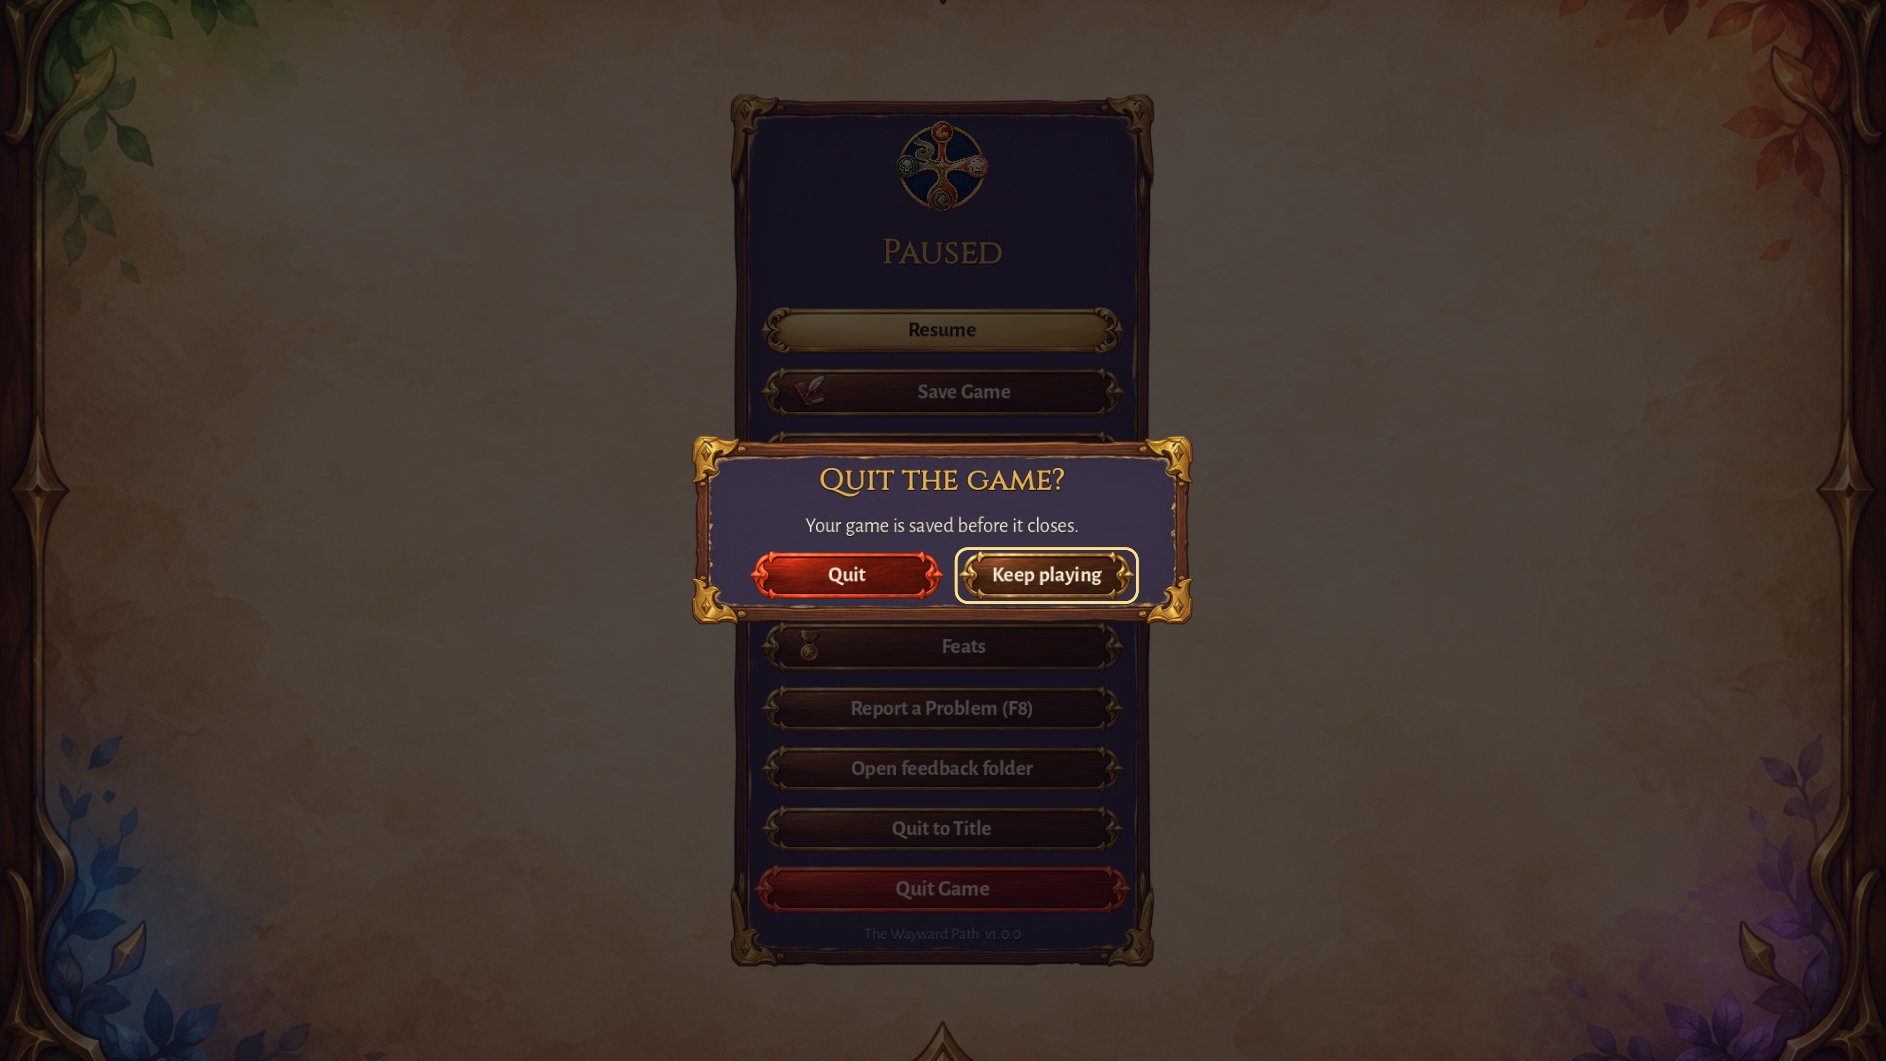 Paused
Resume
Save Game
Quit the game?
Your game is saved before it closes.
Quit
Keep playing
Feats
Report a Problem (F8)
Open feedback folder
Quit to Title
Quit Game
The Wayward Path v1.0.0